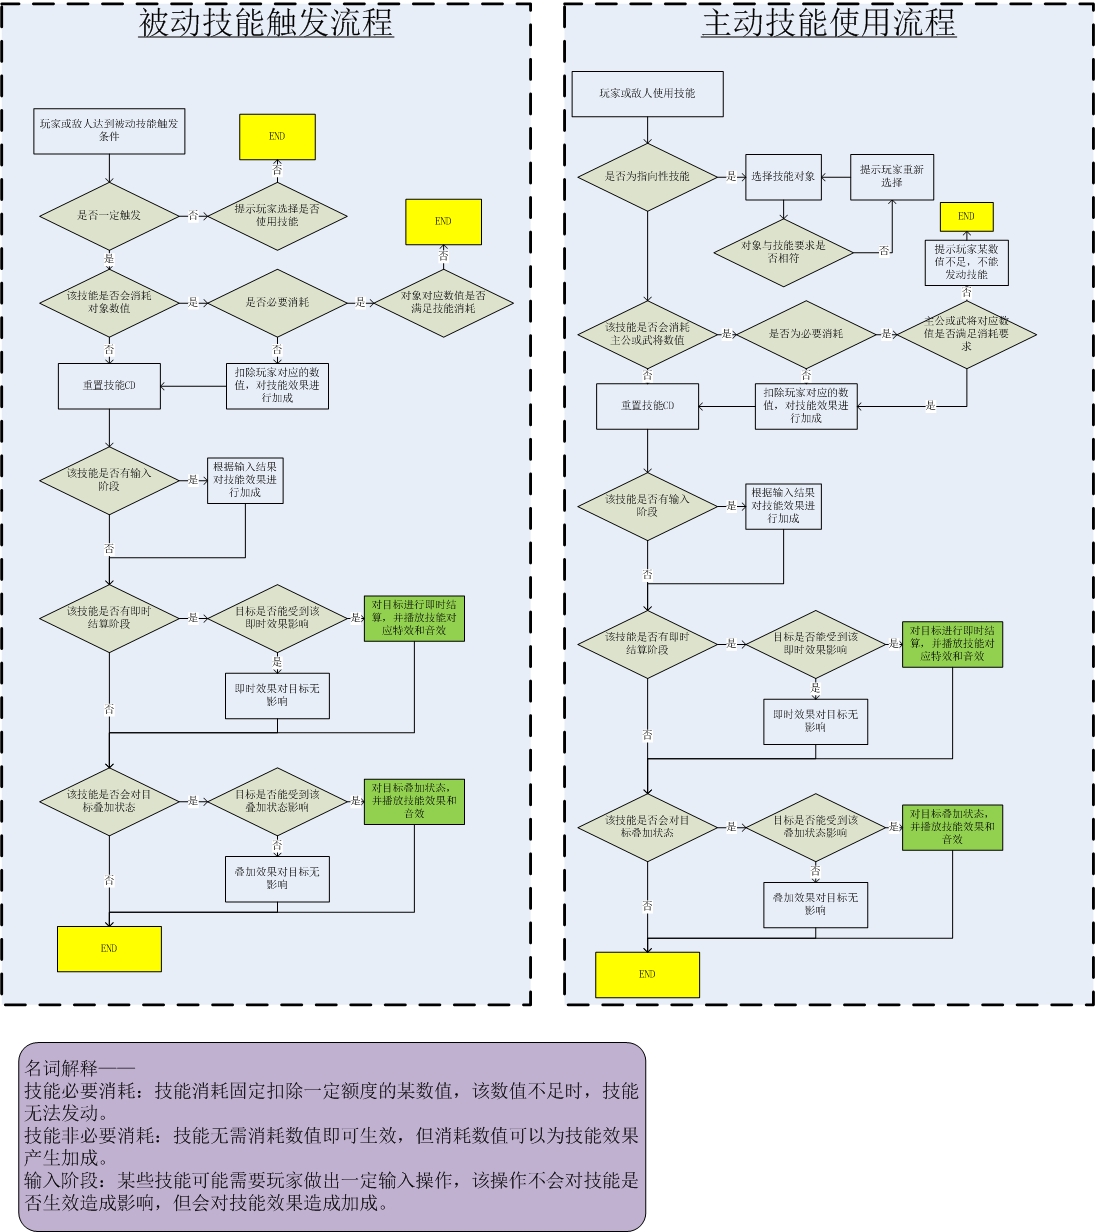 被动技能触发流程
玩家或敌人达到被动技能触发
条件
END
否
是否一定触发
否
提示玩家选择是否
使用技能
END
是
否
该技能是否会消耗
对象数值
是
是否必要消耗
是
对象对应数值是否
满足技能消耗
否
否
重置技能CD
扣除玩家对应的数
值，对技能效果进
行加成
该技能是否有输入
阶段
是
根据输入结果
对技能效果进
行加成
否
该技能是否有即时
结算阶段
是
目标是否能受到该
即时效果影响
是
对目标进行即时结
算，并播放技能对
应特效和音效
是
即时效果对目标无
影响
否
该技能是否会对目
标叠加状态
是
目标是否能受到该
叠加状态影响
是
对目标叠加状态，
并播放技能效果和
音效
否
叠加效果对目标无
影响
否
END
主动技能使用流程
玩家或敌人使用技能
是否为指向性技能
是
选择技能对象
提示玩家重新
选择
END
对象与技能要求是
否相符
否
提示玩家某数
值不足，不能
发动技能
否
该技能是否会消耗
主公或武将数值
是
是否为必要消耗
是
主公或武将对应数
值是否满足消耗要
求
否
否
重置技能CD
扣除玩家对应的数
值，对技能效果进
行加成
是
该技能是否有输入
阶段
是
根据输入结果
对技能效果进
行加成
否
该技能是否有即时
结算阶段
是
目标是否能受到该
即时效果影响
是
对目标进行即时结
算，并播放技能对
应特效和音效
是
即时效果对目标无
影响
否
该技能是否会对目
标叠加状态
是
目标是否能受到该
叠加状态影响
是
对目标叠加状态，
并播放技能效果和
音效
否
叠加效果对目标无
影响
否
END
名词解释——
技能必要消耗：技能消耗固定扣除一定额度的某数值，该数值不足时，技能
无法发动。
技能非必要消耗：技能无需消耗数值即可生效，但消耗数值可以为技能效果
产生加成。
输入阶段：某些技能可能需要玩家做出一定输入操作，该操作不会对技能是
否生效造成影响，但会对技能效果造成加成。